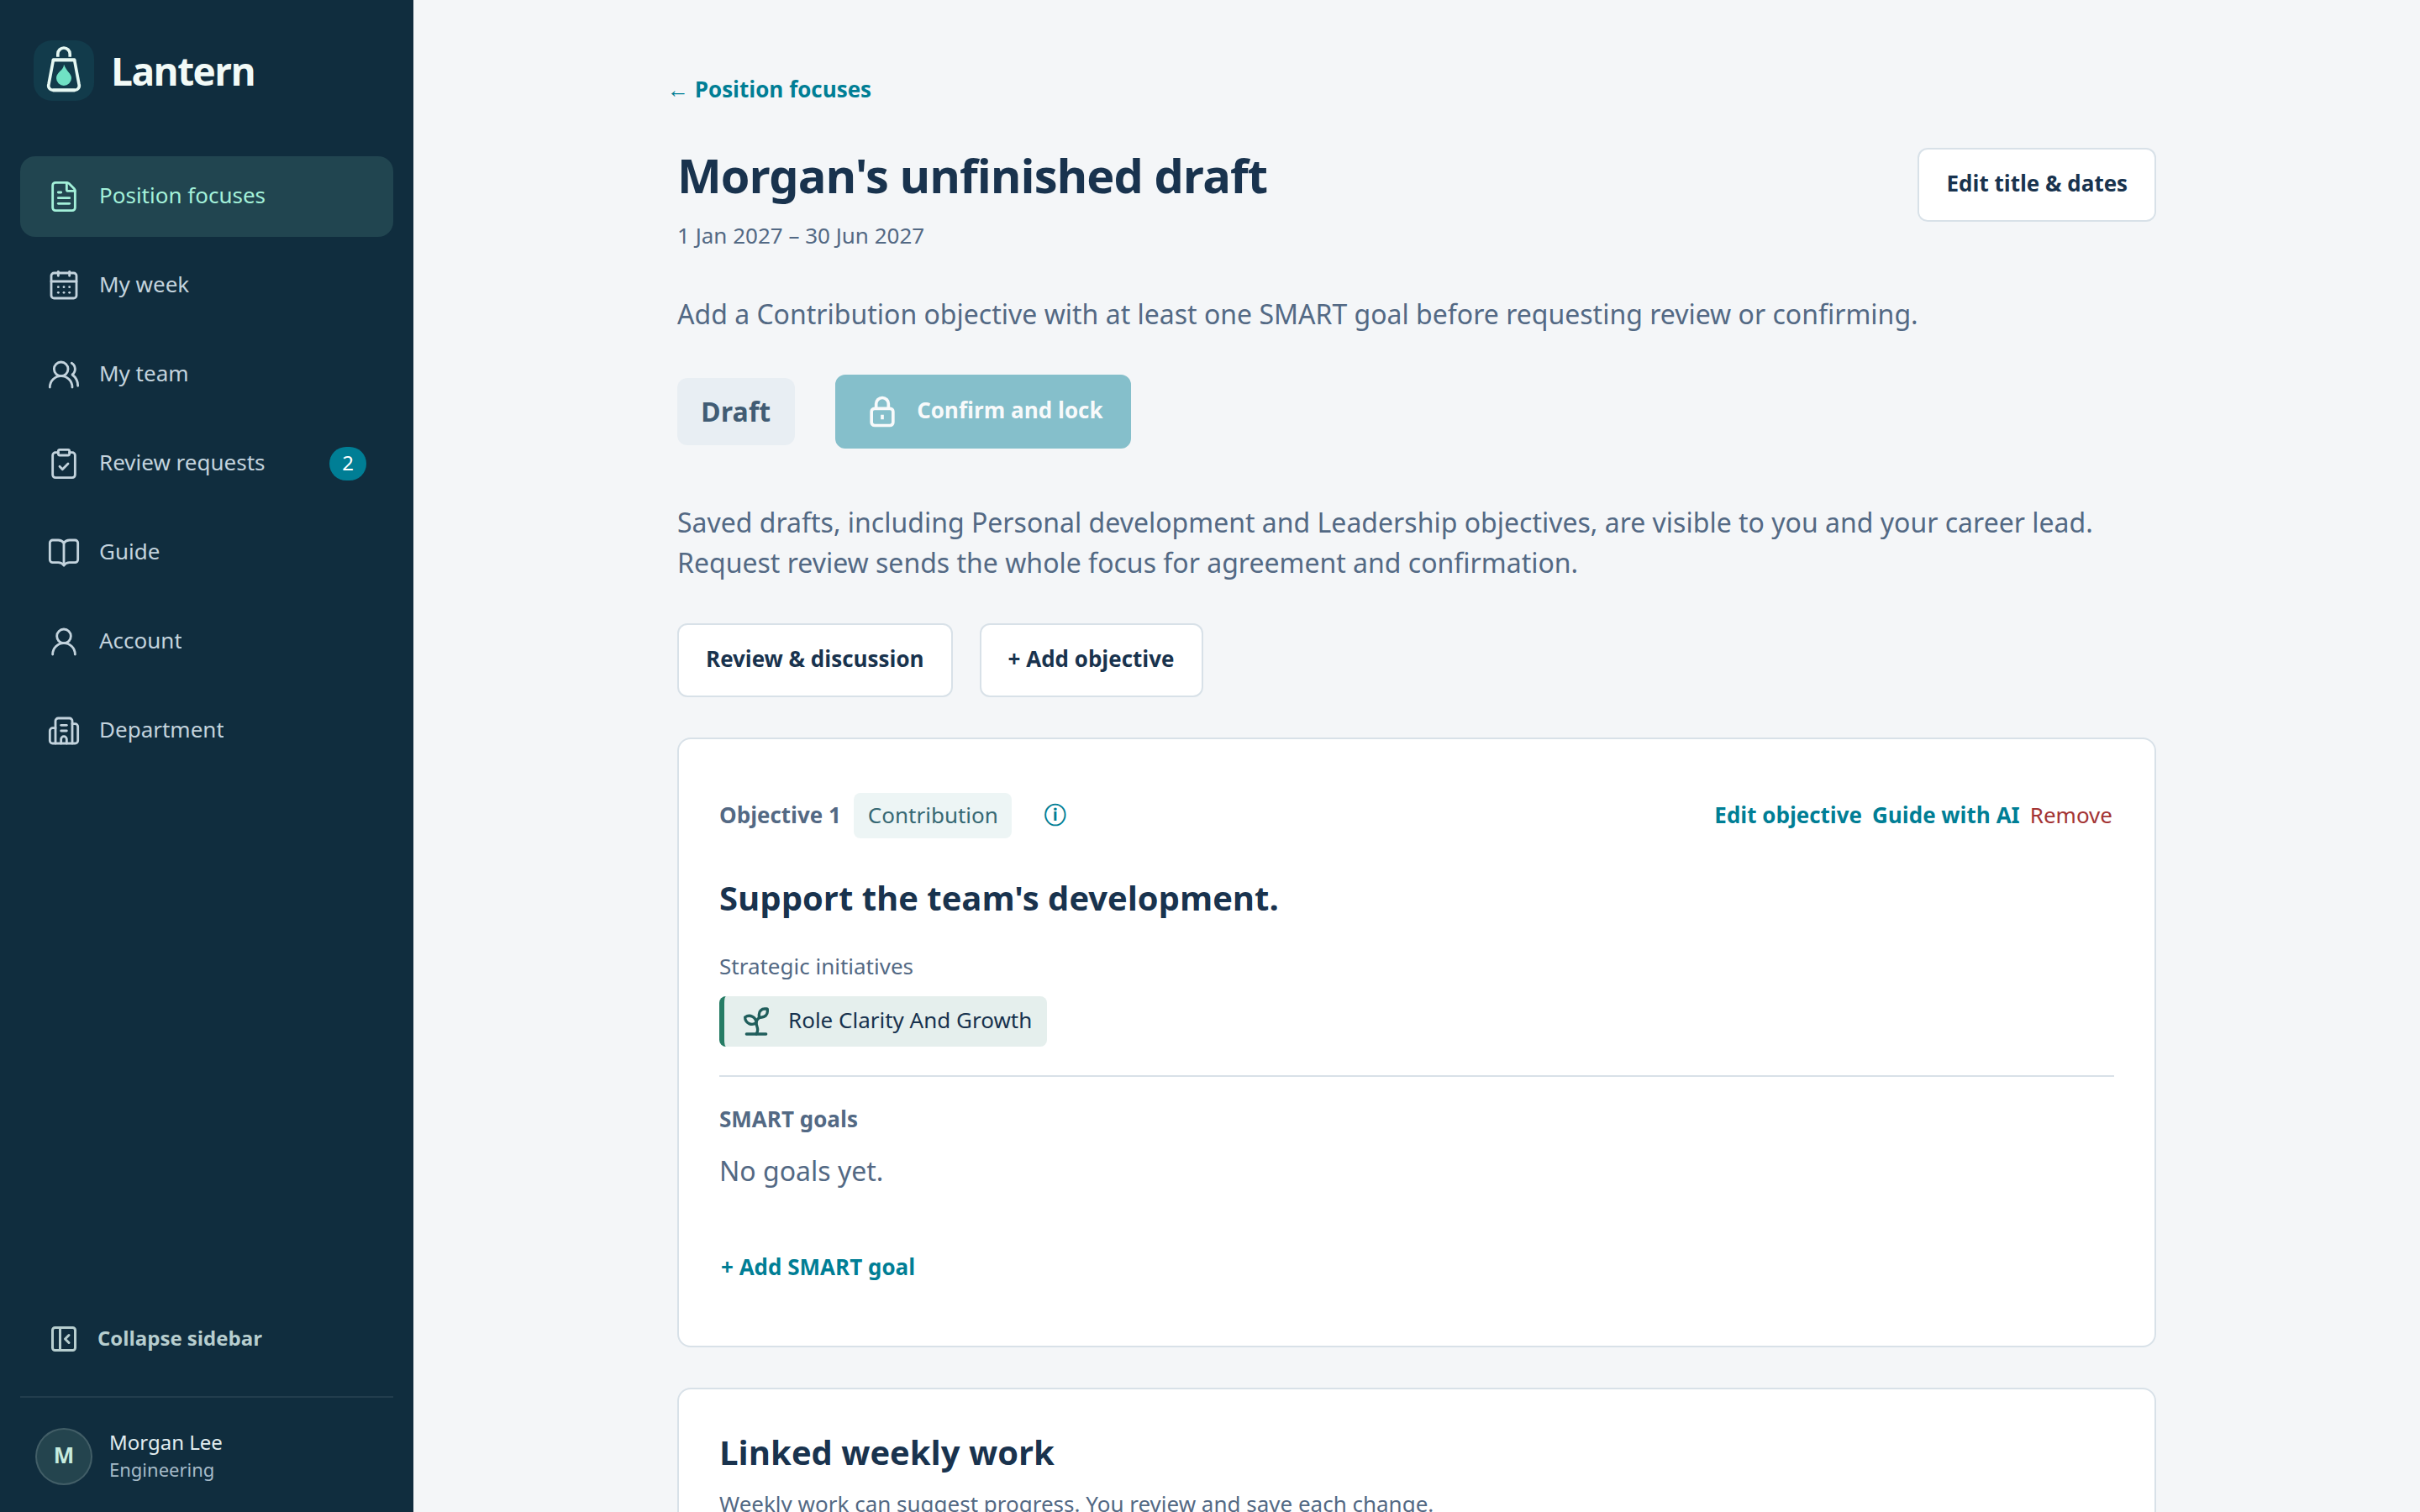 Lantern
Position focuses
My week
My team
Review requests 2
Guide
Account
Department
Collapse sidebar
M
Morgan Lee
Engineering
← Position focuses
Morgan's unfinished draft
Edit title & dates
1 Jan 2027 – 30 Jun 2027
Add a Contribution objective with at least one SMART goal before requesting review or confirming.
Draft
Confirm and lock
Saved drafts, including Personal development and Leadership objectives, are visible to you and your career lead.
Request review sends the whole focus for agreement and confirmation.
Review & discussion
+ Add objective
Objective 1 Contribution
Edit objective Guide with AI Remove
Support the team's development.
Strategic initiatives
Role Clarity And Growth
SMART goals
No goals yet.
+ Add SMART goal
Linked weekly work
Weekly work can suggest progress. You review and save each change.